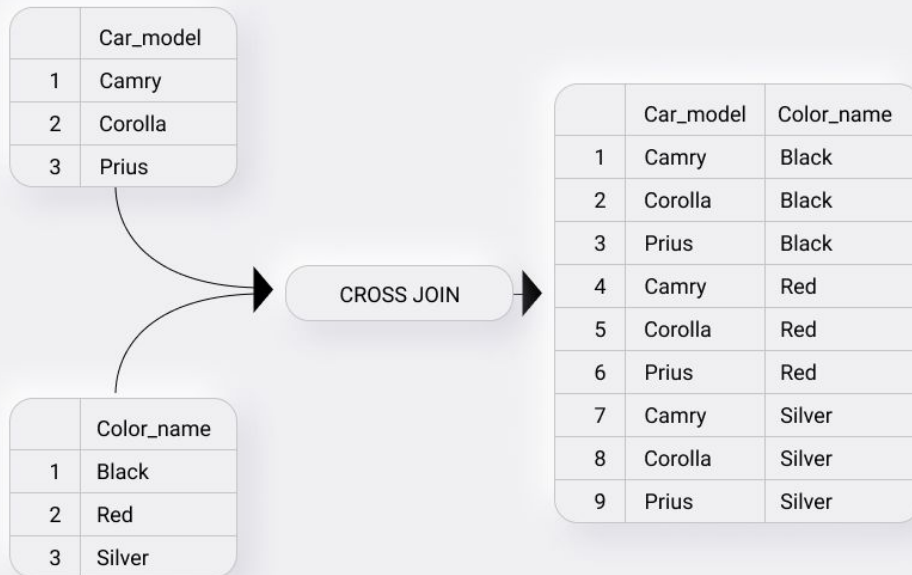 Car_model
1 Camry
2 Corolla
3 Prius
Color_name
1 Black
2 Red
3 Silver
CROSS JOIN
Car_model Color_name
1 Camry Black
2 Corolla Black
3 Prius Black
4 Camry Red
5 Corolla Red
6 Prius Red
7 Camry Silver
8 Corolla Silver
9 Prius Silver